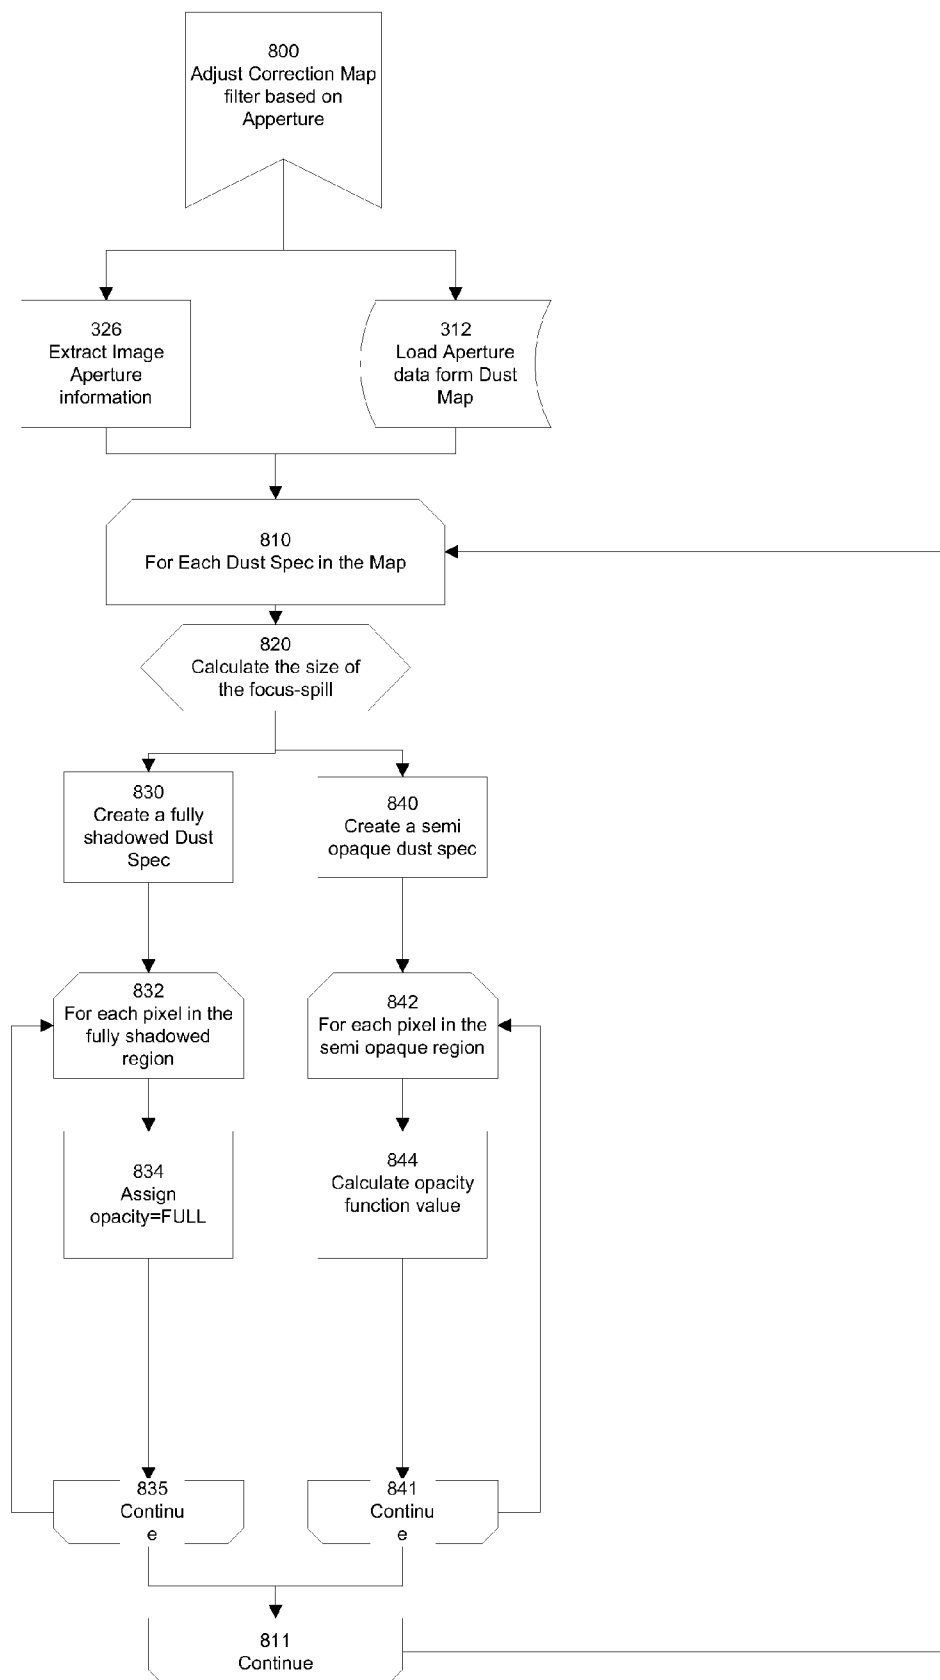 800
Adjust Correction Map
filter based on
Apperture
326
Extract Image
Aperture
information
312
Load Aperture
data form Dust
Map
810
For Each Dust Spec in the Map
820
Calculate the size of
the focus-spill
830
Create a fully
shadowed Dust
Spec
840
Create a semi
opaque dust spec
832
For each pixel in the
fully shadowed
region
842
For each pixel in the
semi opaque region
834
Assign
opacity=FULL
844
Calculate opacity
function value
835
Continu
e
841
Continu
e
811
Continue